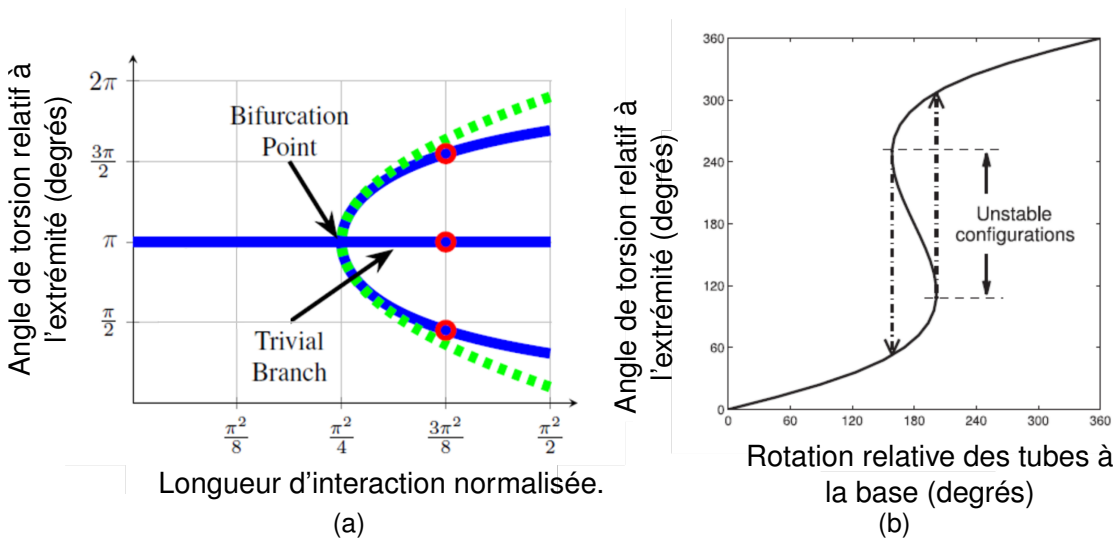 Angle de torsion relatif à
l'extrémité (degrés)
2π
3π/2
π
π/2
Bifurcation
Point
Trivial
Branch
π²/8
π²/4
3π²/8
π²/2
Longueur d'interaction normalisée.
(a)
Angle de torsion relatif à
l'extrémité (degrés)
360
300
240
180
120
60
0
Unstable
configurations
0 60 120 180 240 300 360
Rotation relative des tubes à
la base (degrés)
(b)